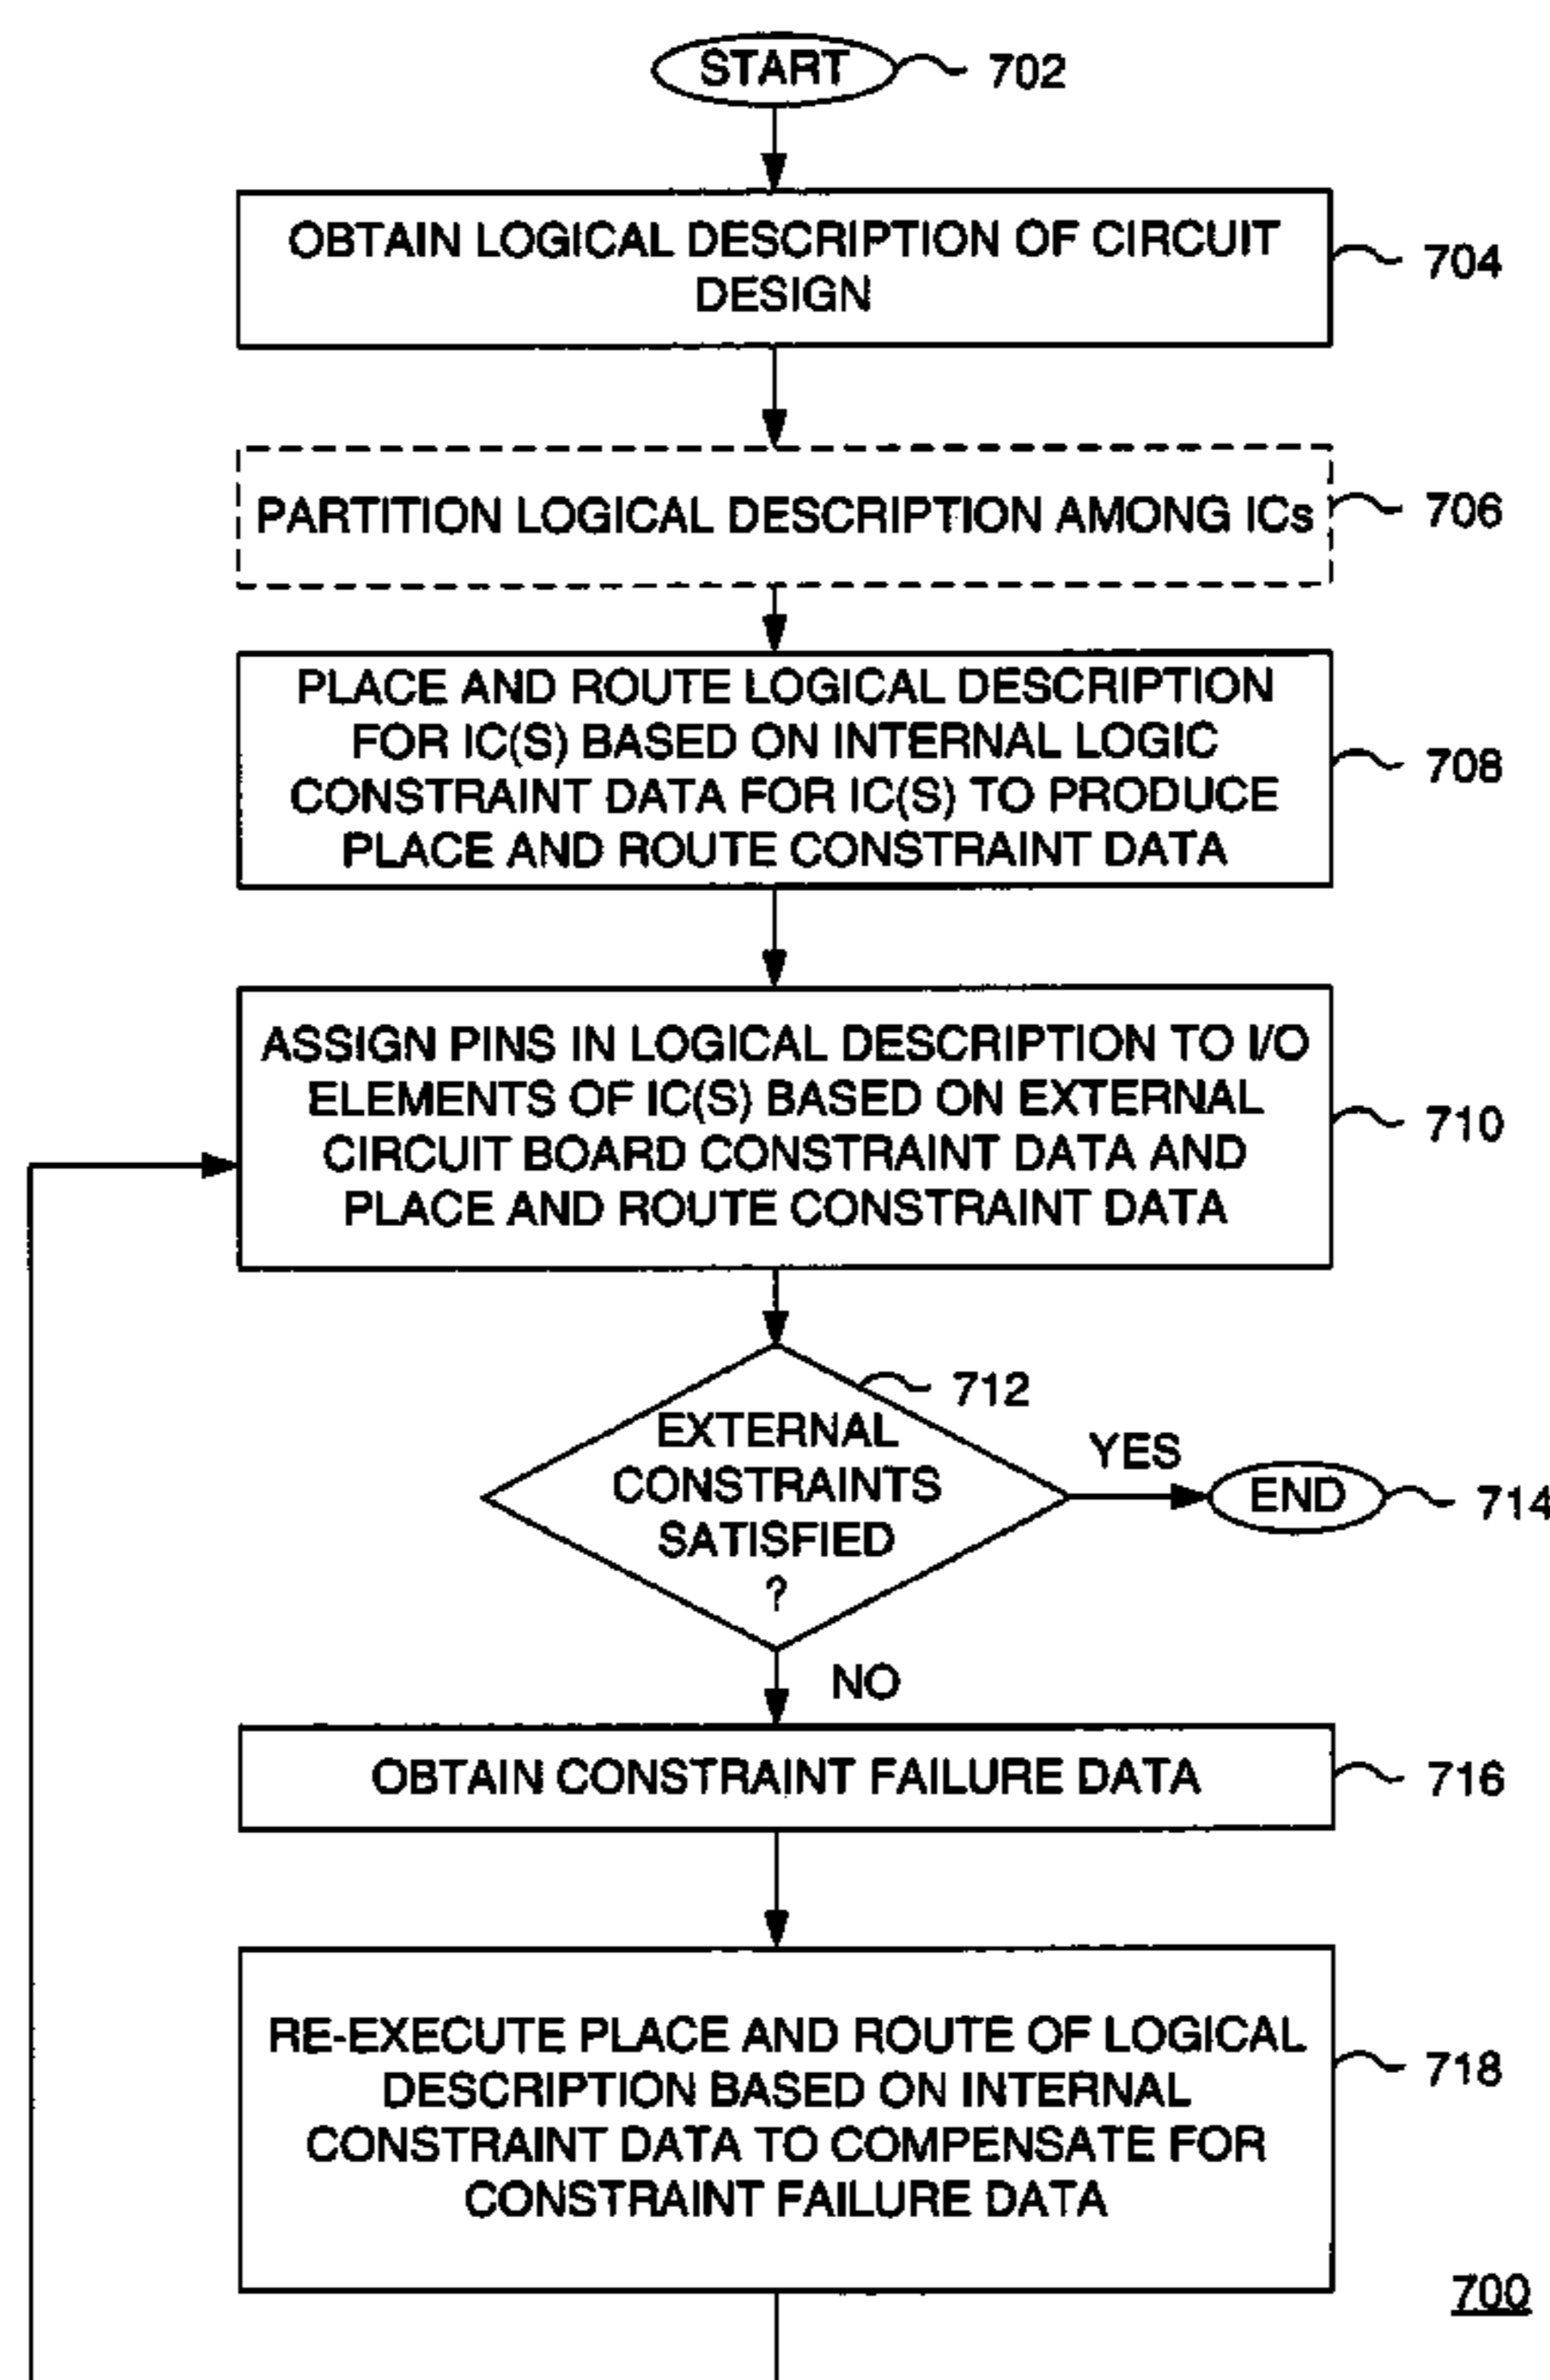 START
702
OBTAIN LOGICAL DESCRIPTION OF CIRCUIT
DESIGN
704
PARTITION LOGICAL DESCRIPTION AMONG ICs
706
PLACE AND ROUTE LOGICAL DESCRIPTION
FOR IC(S) BASED ON INTERNAL LOGIC
CONSTRAINT DATA FOR IC(S) TO PRODUCE
PLACE AND ROUTE CONSTRAINT DATA
708
ASSIGN PINS IN LOGICAL DESCRIPTION TO I/O
ELEMENTS OF IC(S) BASED ON EXTERNAL
CIRCUIT BOARD CONSTRAINT DATA AND
PLACE AND ROUTE CONSTRAINT DATA
710
712
EXTERNAL
CONSTRAINTS
SATISFIED
?
YES
END
714
NO
OBTAIN CONSTRAINT FAILURE DATA
716
RE-EXECUTE PLACE AND ROUTE OF LOGICAL
DESCRIPTION BASED ON INTERNAL
CONSTRAINT DATA TO COMPENSATE FOR
CONSTRAINT FAILURE DATA
718
700